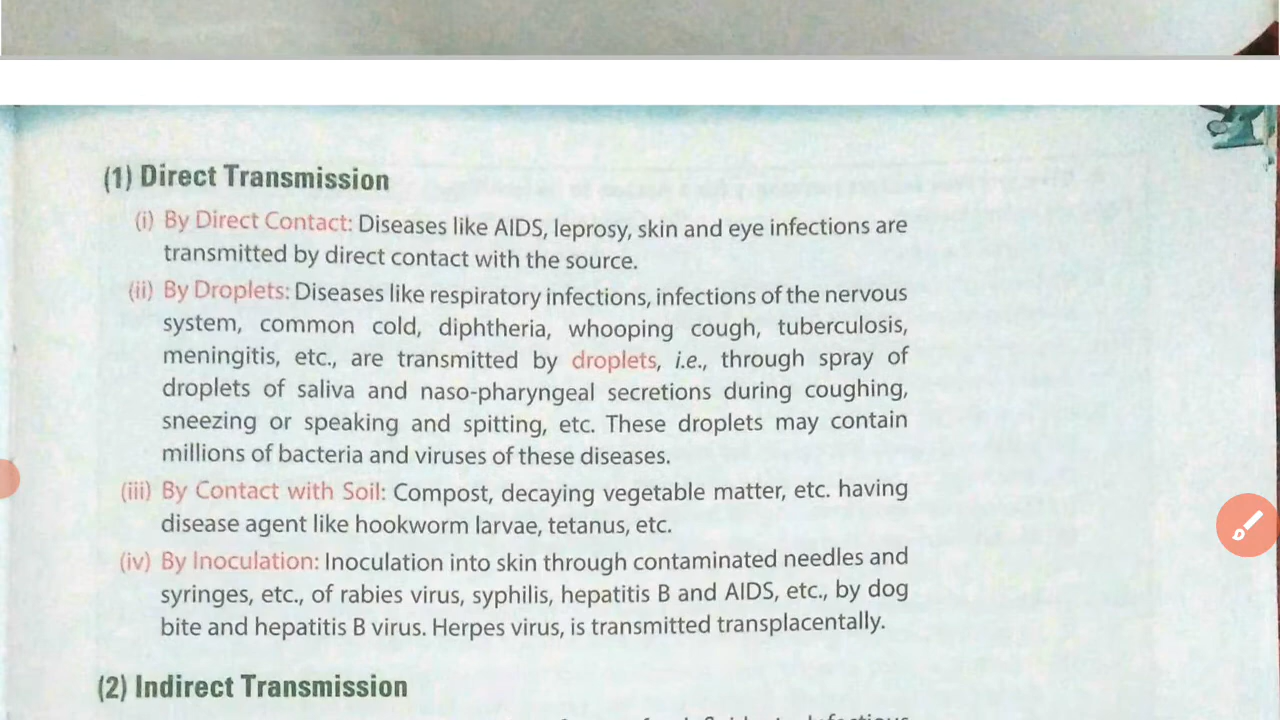 (1) Direct Transmission
(i) By Direct Contact: Diseases like AIDS, leprosy, skin and eye infections are
transmitted by direct contact with the source.
(ii) By Droplets: Diseases like respiratory infections, infections of the nervous
system, common cold, diphtheria, whooping cough, tuberculosis,
meningitis, etc., are transmitted by droplets, i.e., through spray of
droplets of saliva and naso-pharyngeal secretions during coughing,
sneezing or speaking and spitting, etc. These droplets may contain
millions of bacteria and viruses of these diseases.
(iii) By Contact with Soil: Compost, decaying vegetable matter, etc. having
disease agent like hookworm larvae, tetanus, etc.
(iv) By Inoculation: Inoculation into skin through contaminated needles and
syringes, etc., of rabies virus, syphilis, hepatitis B and AIDS, etc., by dog
bite and hepatitis B virus. Herpes virus, is transmitted transplacentally.
(2) Indirect Transmission